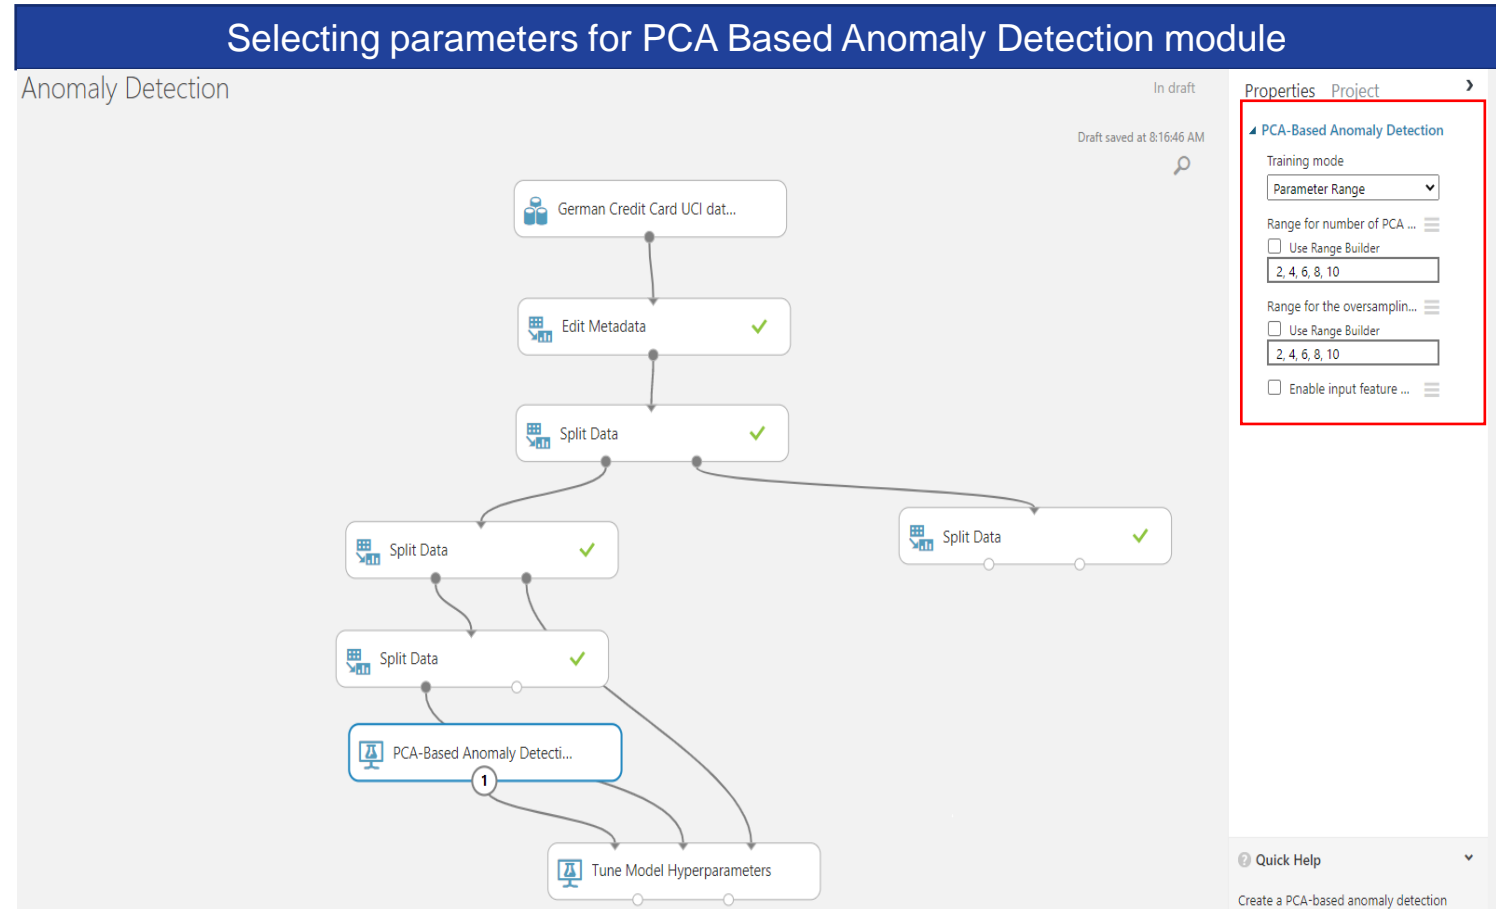 Selecting parameters for PCA Based Anomaly Detection module
Anomaly Detection
In draft
Properties Project
Draft saved at 8:16:46 AM
PCA-Based Anomaly Detection
Training mode
Parameter Range
Range for number of PCA ...
Use Range Builder
2, 4, 6, 8, 10
Range for the oversamplin...
Use Range Builder
2, 4, 6, 8, 10
Enable input feature ...
German Credit Card UCI dat...
Edit Metadata
Split Data
Split Data
Split Data
Split Data
PCA-Based Anomaly Detecti...
1
Tune Model Hyperparameters
? Quick Help
Create a PCA-based anomaly detection